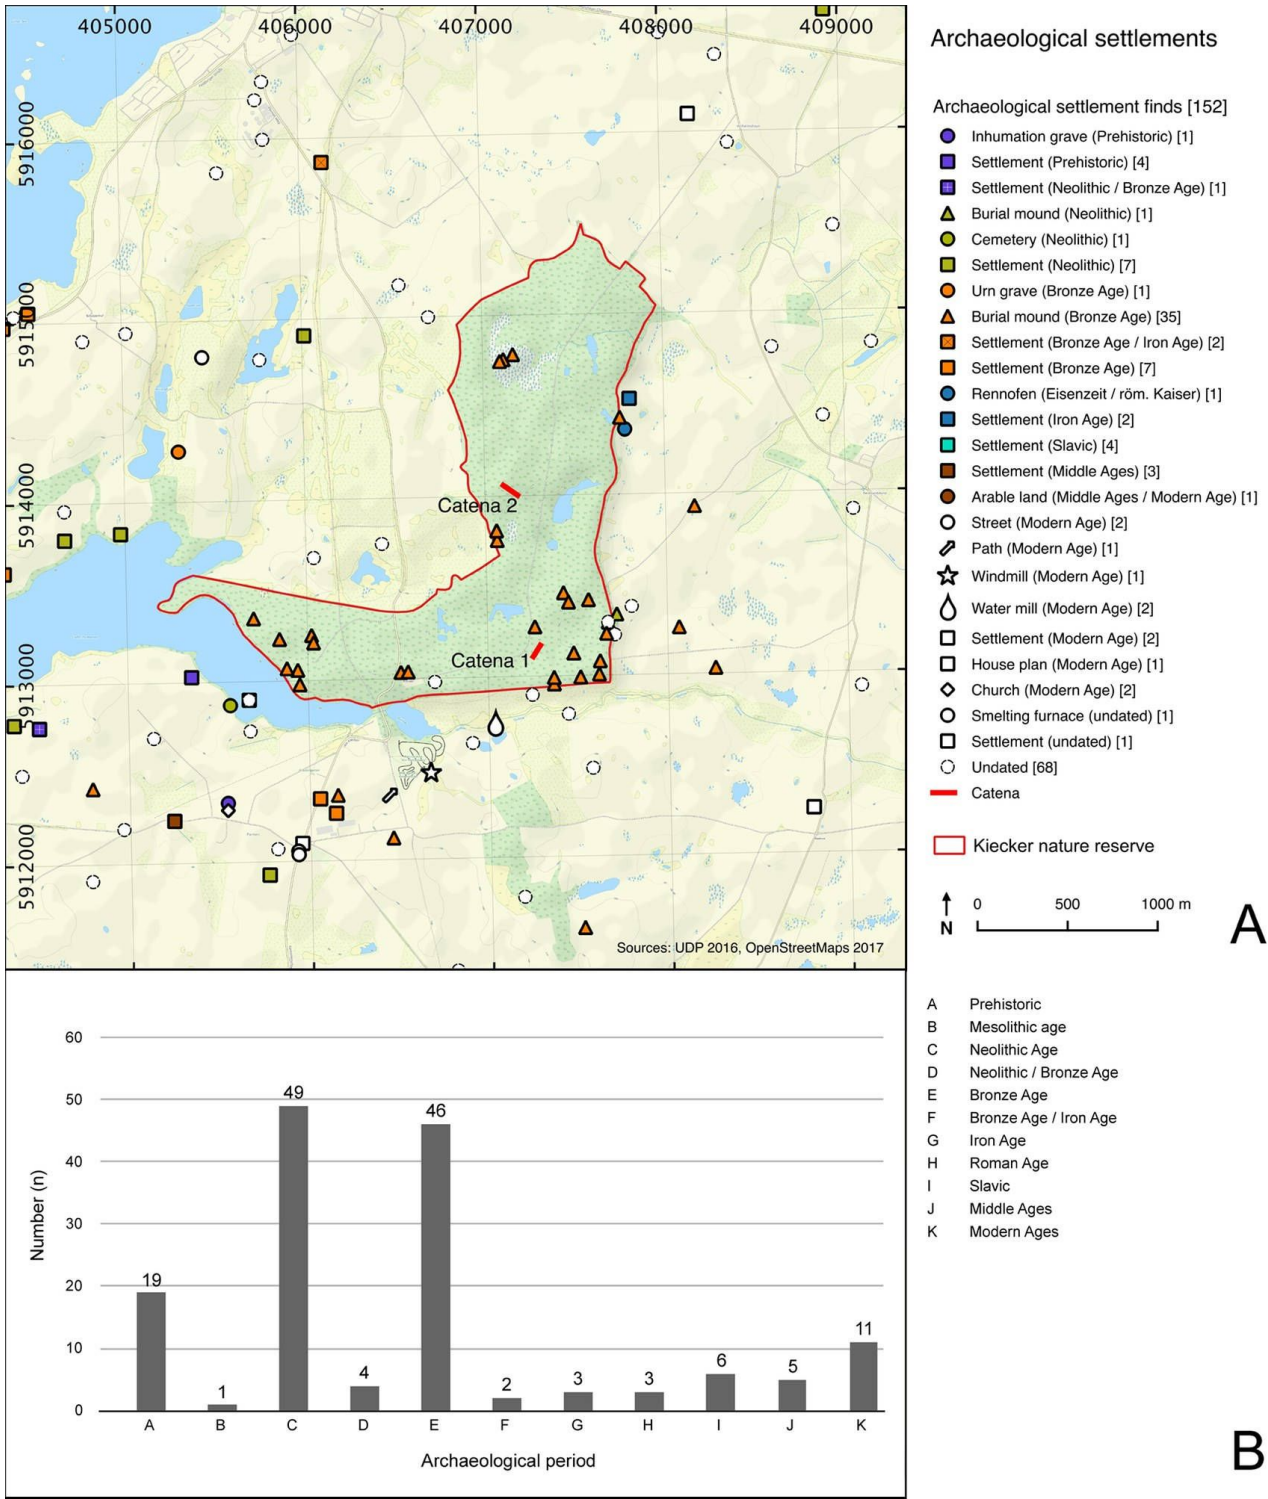 405000
406000
407000
408000
409000
5916000
5915000
5914000
5913000
5912000
Catena 2
Catena 1
Sources: UDP 2016, OpenStreetMaps 2017
Archaeological settlements
Archaeological settlement finds [152]
Inhumation grave (Prehistoric) [1]
Settlement (Prehistoric) [4]
Settlement (Neolithic / Bronze Age) [1]
Burial mound (Neolithic) [1]
Cemetery (Neolithic) [1]
Settlement (Neolithic) [7]
Urn grave (Bronze Age) [1]
Burial mound (Bronze Age) [35]
Settlement (Bronze Age / Iron Age) [2]
Settlement (Bronze Age) [7]
Rennofen (Eisenzeit / röm. Kaiser) [1]
Settlement (Iron Age) [2]
Settlement (Slavic) [4]
Settlement (Middle Ages) [3]
Arable land (Middle Ages / Modern Age) [1]
Street (Modern Age) [2]
Path (Modern Age) [1]
Windmill (Modern Age) [1]
Water mill (Modern Age) [2]
Settlement (Modern Age) [2]
House plan (Modern Age) [1]
Church (Modern Age) [2]
Smelting furnace (undated) [1]
Settlement (undated) [1]
Undated [68]
Catena
Kiecker nature reserve
N
0 500 1000 m
A
60
50
40
30
20
10
0
Number (n)
19
1
49
4
46
2
3
3
6
5
11
A B C D E F G H I J K
Archaeological period
A Prehistoric
B Mesolithic age
C Neolithic Age
D Neolithic / Bronze Age
E Bronze Age
F Bronze Age / Iron Age
G Iron Age
H Roman Age
I Slavic
J Middle Ages
K Modern Ages
B